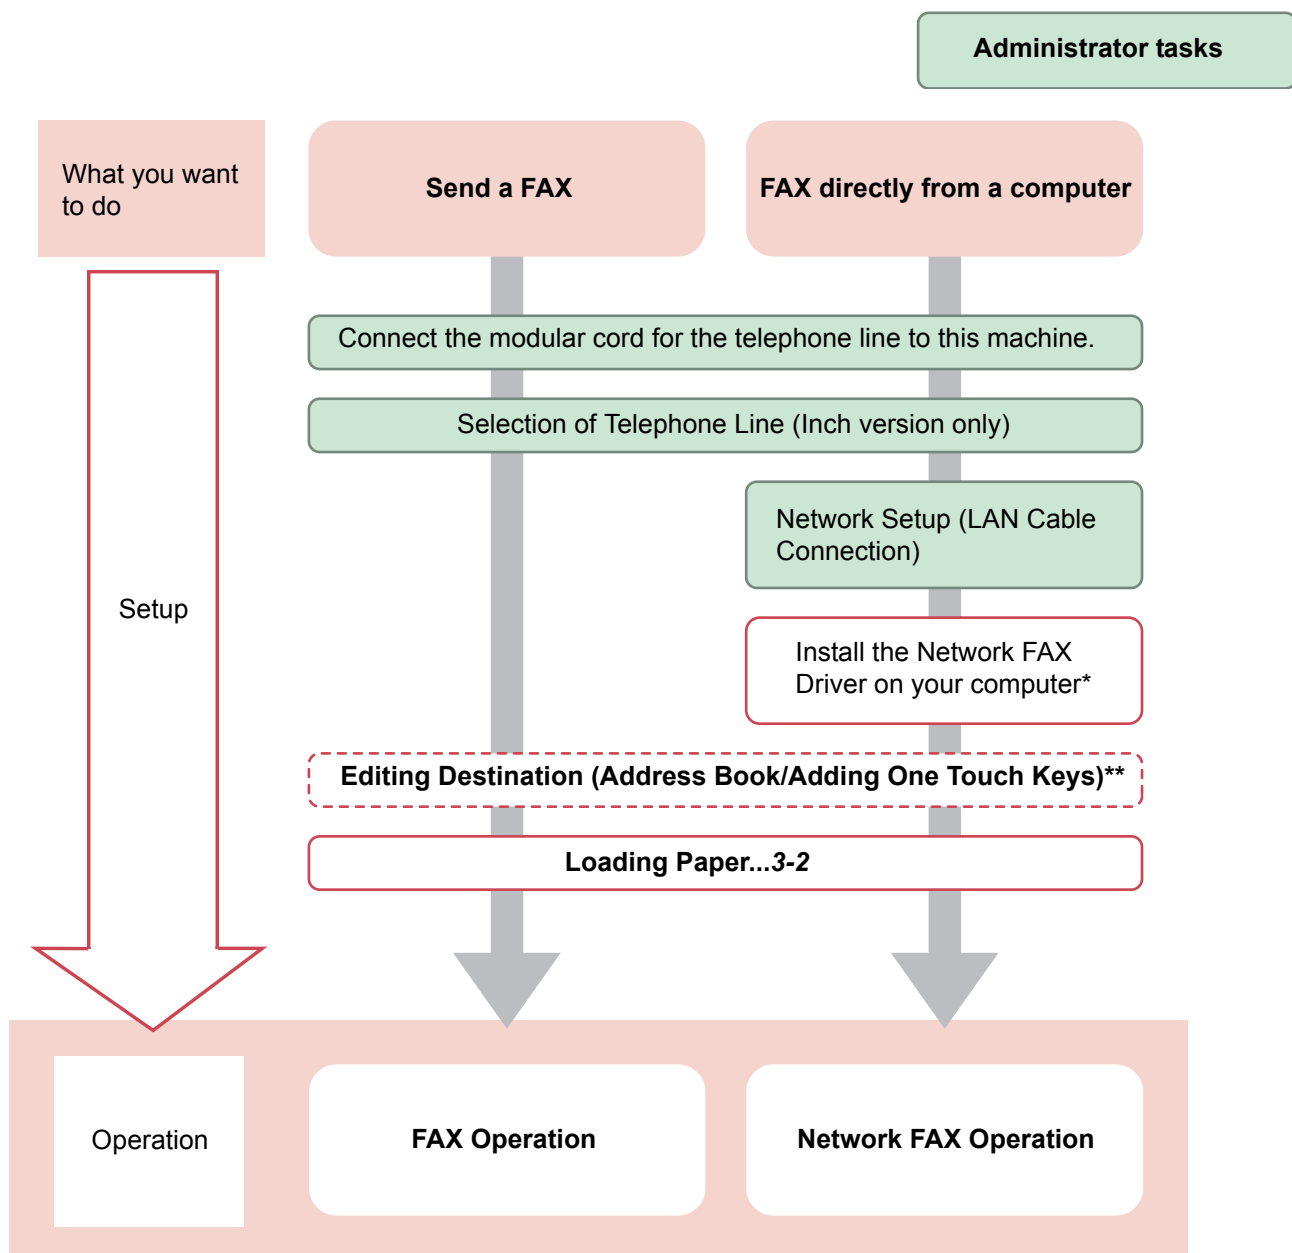 Administrator tasks
What you want
to do
Send a FAX
FAX directly from a computer
Connect the modular cord for the telephone line to this machine.
Selection of Telephone Line (Inch version only)
Network Setup (LAN Cable
Connection)
Setup
Install the Network FAX
Driver on your computer*
Editing Destination (Address Book/Adding One Touch Keys)**
Loading Paper...3-2
Operation
FAX Operation
Network FAX Operation